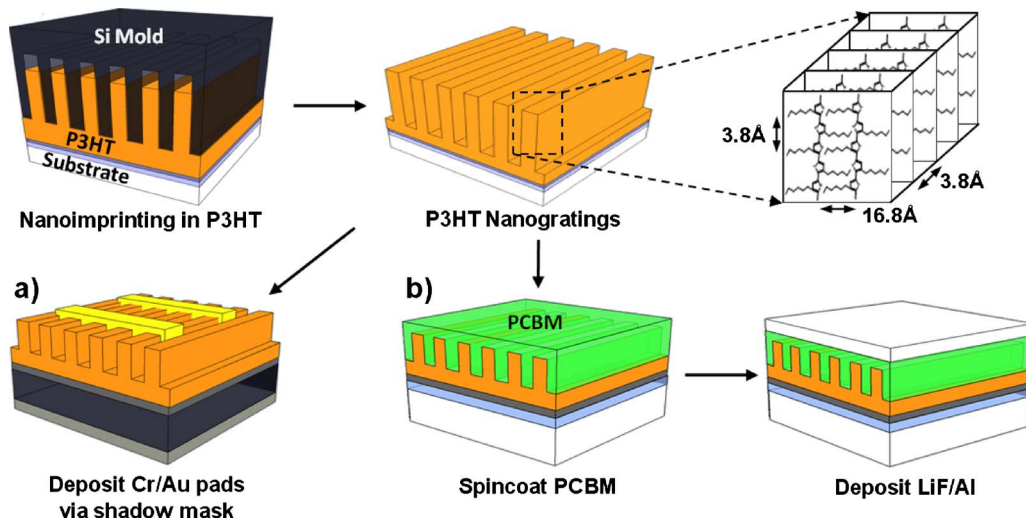 Si Mold
P3HT
Substrate
Nanoimprinting in P3HT
P3HT Nanogratings
3.8Å
3.8Å
16.8Å
a)
Deposit Cr/Au pads
via shadow mask
b)
PCBM
Spincoat PCBM
Deposit LiF/Al